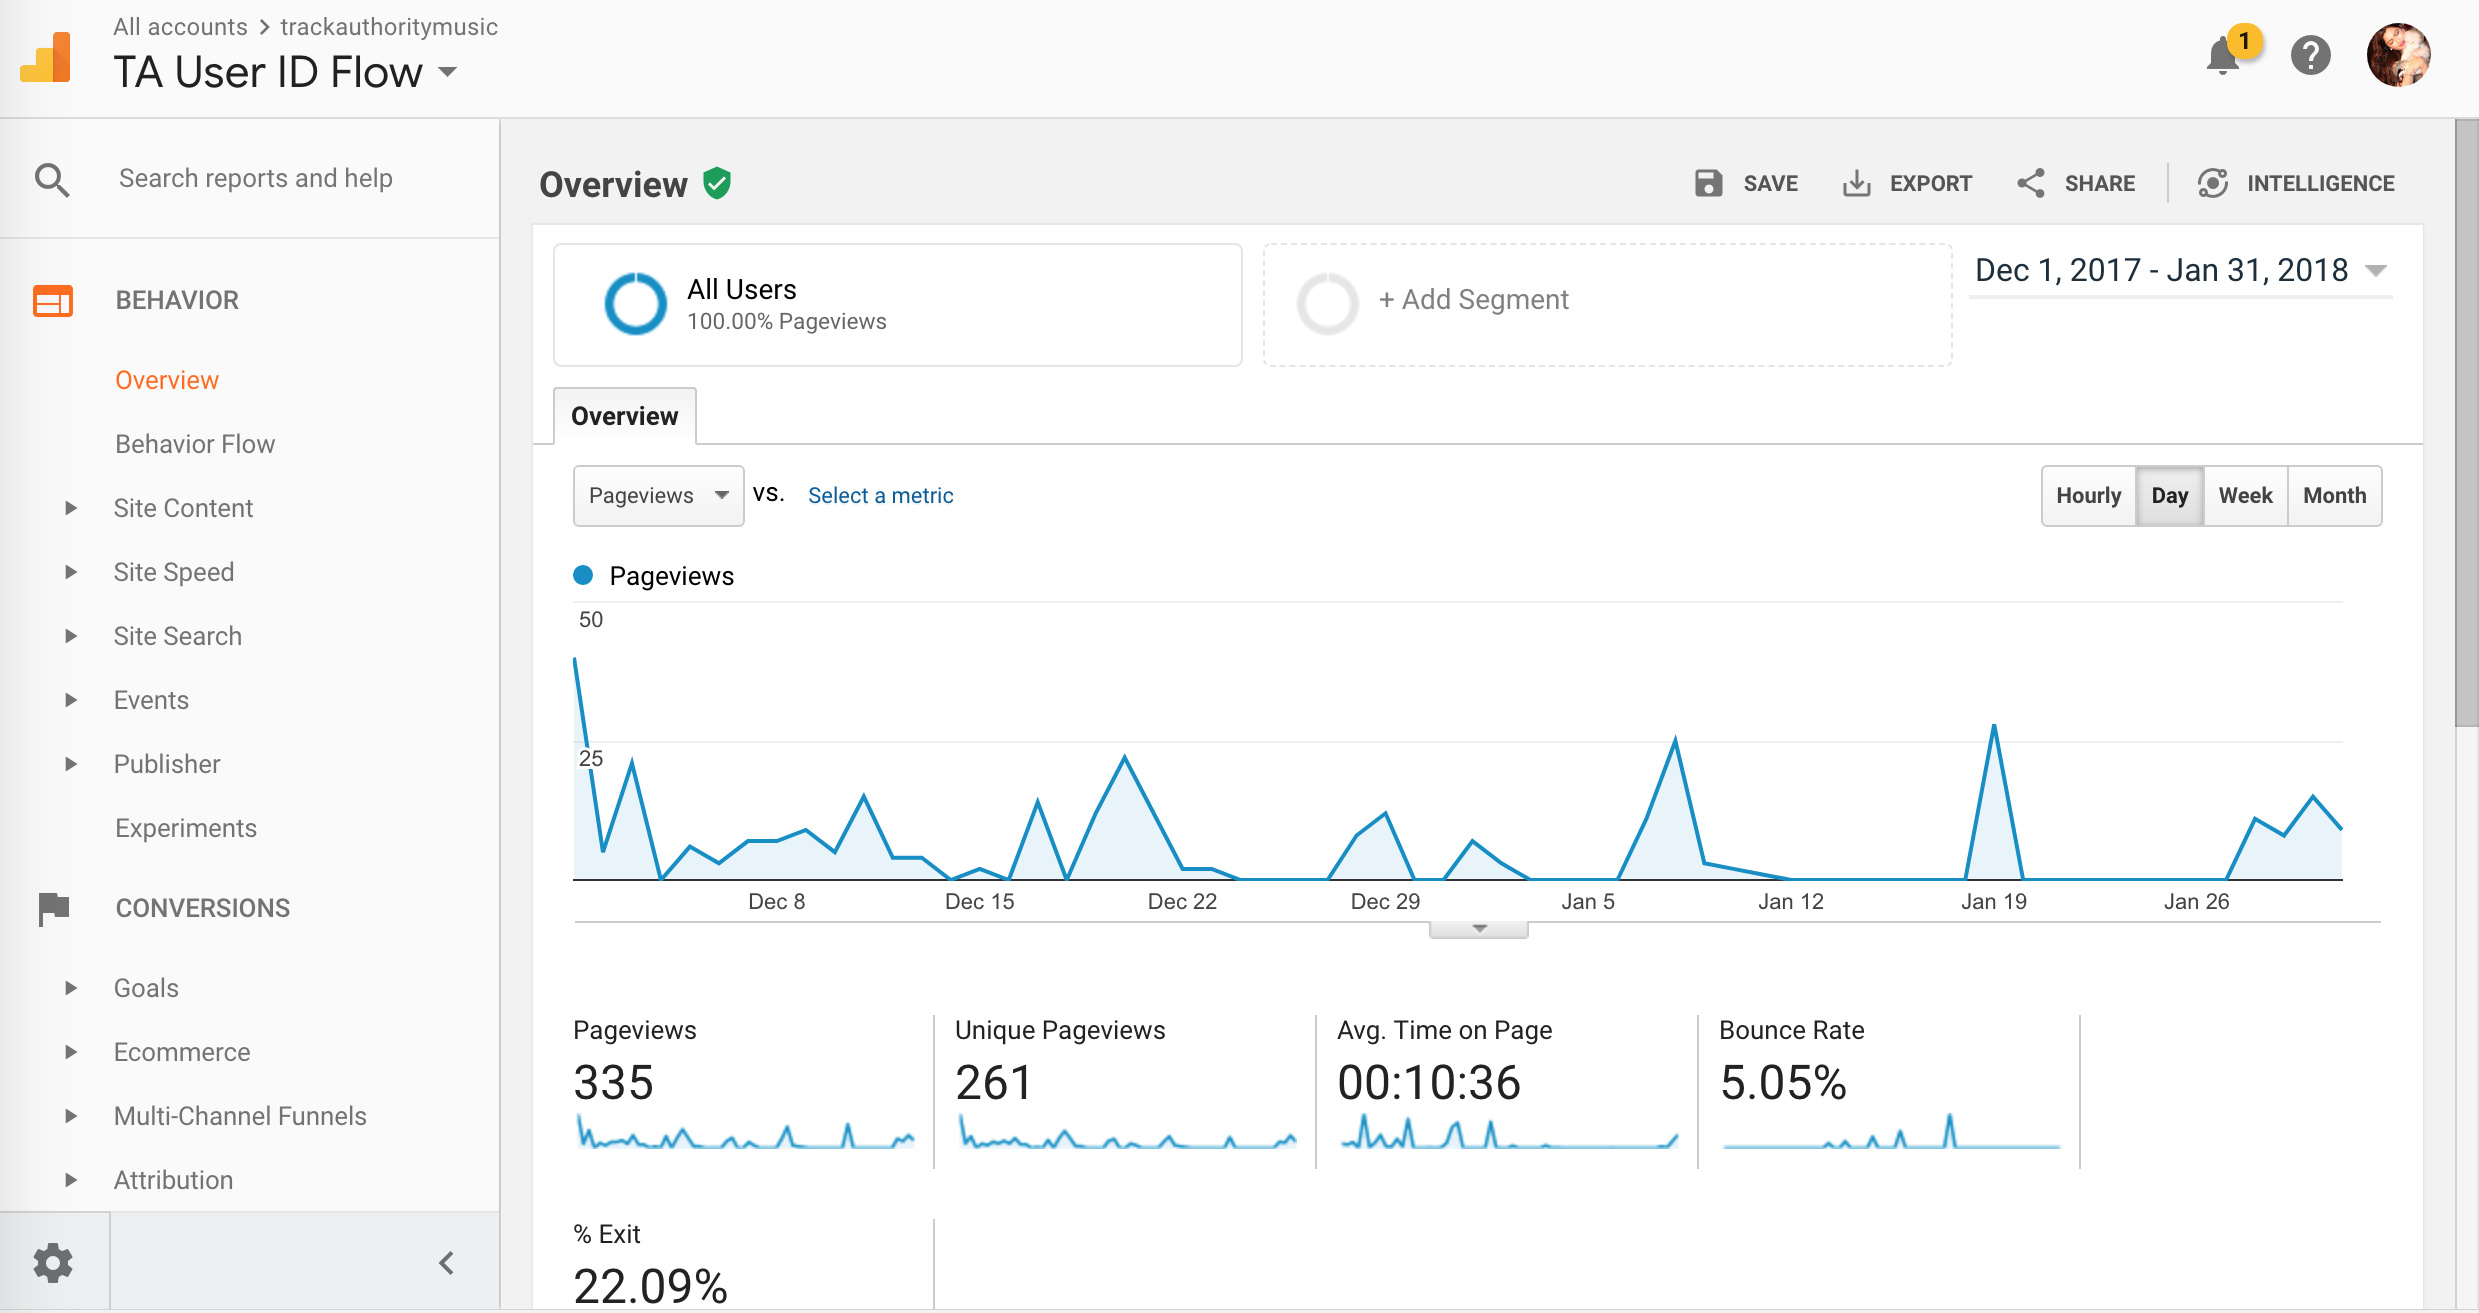 All accounts > trackauthoritymusic
TA User ID Flow
1
Search reports and help
BEHAVIOR
Overview
Behavior Flow
Site Content
Site Speed
Site Search
Events
Publisher
Experiments
CONVERSIONS
Goals
Ecommerce
Multi-Channel Funnels
Attribution
Overview
SAVE
EXPORT
SHARE
INTELLIGENCE
All Users
100.00% Pageviews
+ Add Segment
Dec 1, 2017 - Jan 31, 2018
Overview
Pageviews
VS.
Select a metric
Hourly
Day
Week
Month
Pageviews
50
25
Dec 8
Dec 15
Dec 22
Dec 29
Jan 5
Jan 12
Jan 19
Jan 26
Pageviews
335
Unique Pageviews
261
Avg. Time on Page
00:10:36
Bounce Rate
5.05%
% Exit
22.09%